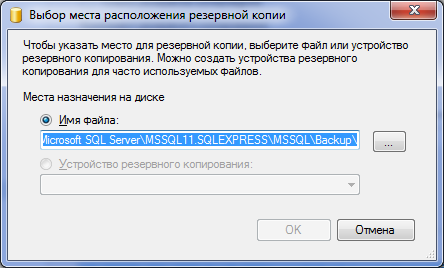 Выбор места расположения резервной копии
Чтобы указать место для резервной копии, выберите файл или устройство
резервного копирования. Можно создать устройства резервного
копирования для часто используемых файлов.
Места назначения на диске
Имя файла:
Microsoft SQL Server\MSSQL11.SQLEXPRESS\MSSQL\Backup\
...
Устройство резервного копирования:
OK
Отмена